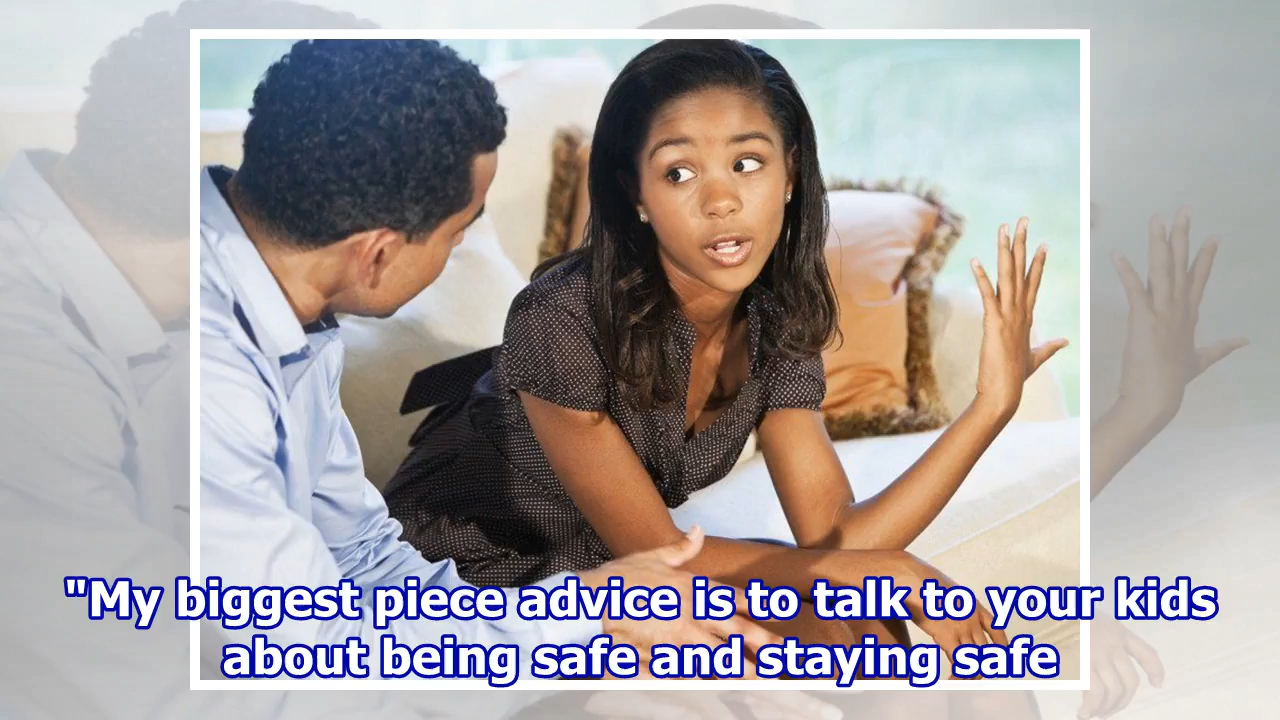 "My biggest piece advice is to talk to your kids
about being safe and staying safe